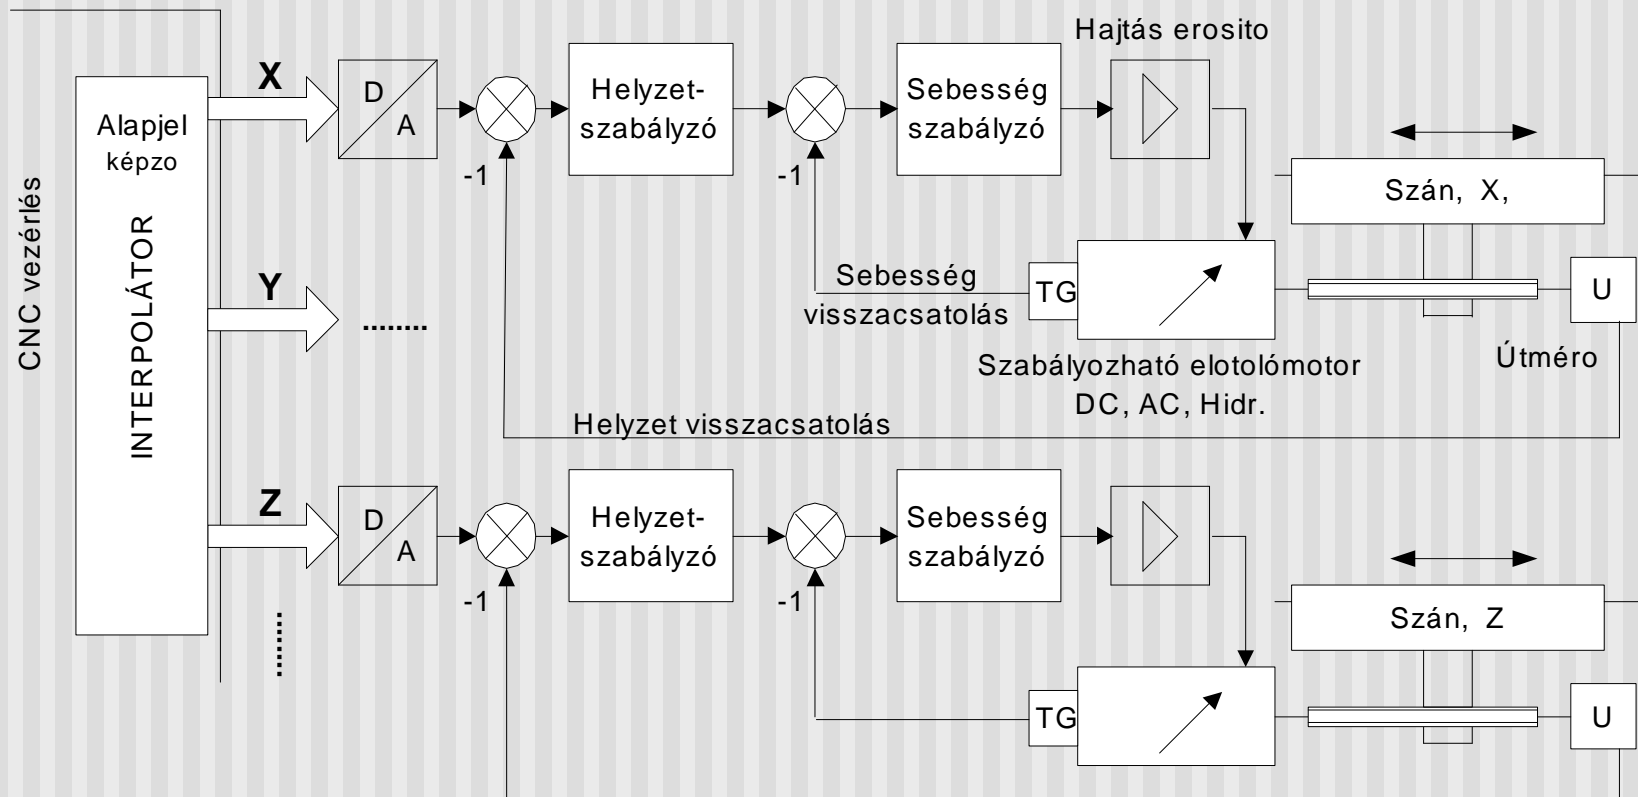 CNC vezérlés
Alapjel
képzo
INTERPOLÁTOR
X
D
A
-1
Helyzet-
szabályzó
-1
Sebesség
szabályzó
Hajtás erosito
Szán, X,
Y
........
Sebesség
visszacsatolás
TG
U
Szabályozható elotolómotor
DC, AC, Hidr.
Útméro
Helyzet visszacsatolás
Z
D
A
-1
Helyzet-
szabályzó
-1
Sebesség
szabályzó
Szán, Z
........
TG
U